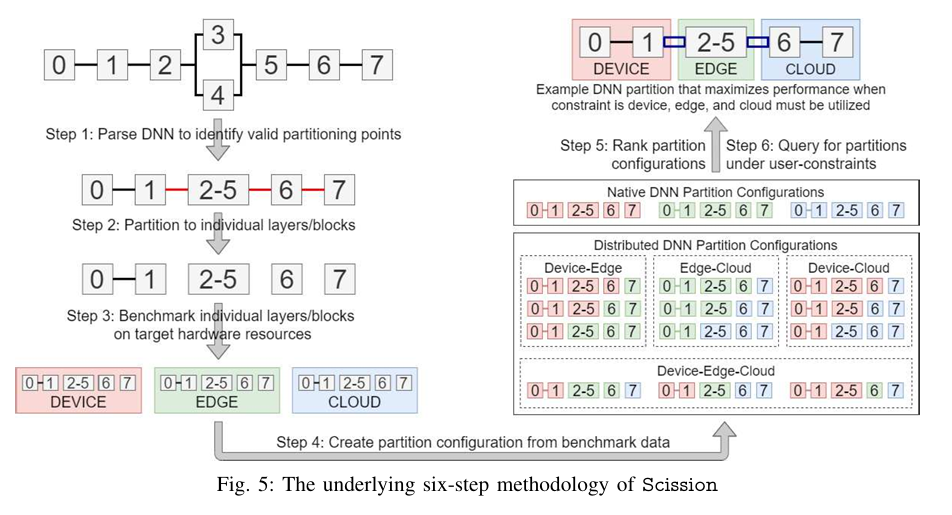 3
0 1 2 5 6 7
4
Step 1: Parse DNN to identify valid partitioning points
0 1 2-5 6 7
Step 2: Partition to individual layers/blocks
0 1 2-5 6 7
Step 3: Benchmark individual layers/blocks
on target hardware resources
0 1 2-5 6 7
DEVICE
0 1 2-5 6 7
EDGE
0 1 2-5 6 7
CLOUD
Step 4: Create partition configuration from benchmark data
0 1 2-5 6 7
DEVICE EDGE CLOUD
Example DNN partition that maximizes performance when
constraint is device, edge, and cloud must be utilized
Step 5: Rank partition
configurations
Step 6: Query for partitions
under user-constraints
Native DNN Partition Configurations
0 1 2-5 6 7 0 1 2-5 6 7 0 1 2-5 6 7
Distributed DNN Partition Configurations
Device-Edge
0 1 2-5 6 7
0 1 2-5 6 7
0 1 2-5 6 7
Edge-Cloud
0 1 2-5 6 7
0 1 2-5 6 7
0 1 2-5 6 7
Device-Cloud
0 1 2-5 6 7
0 1 2-5 6 7
0 1 2-5 6 7
Device-Edge-Cloud
0 1 2-5 6 7 0 1 2-5 6 7 0 1 2-5 6 7
Fig. 5: The underlying six-step methodology of Scission